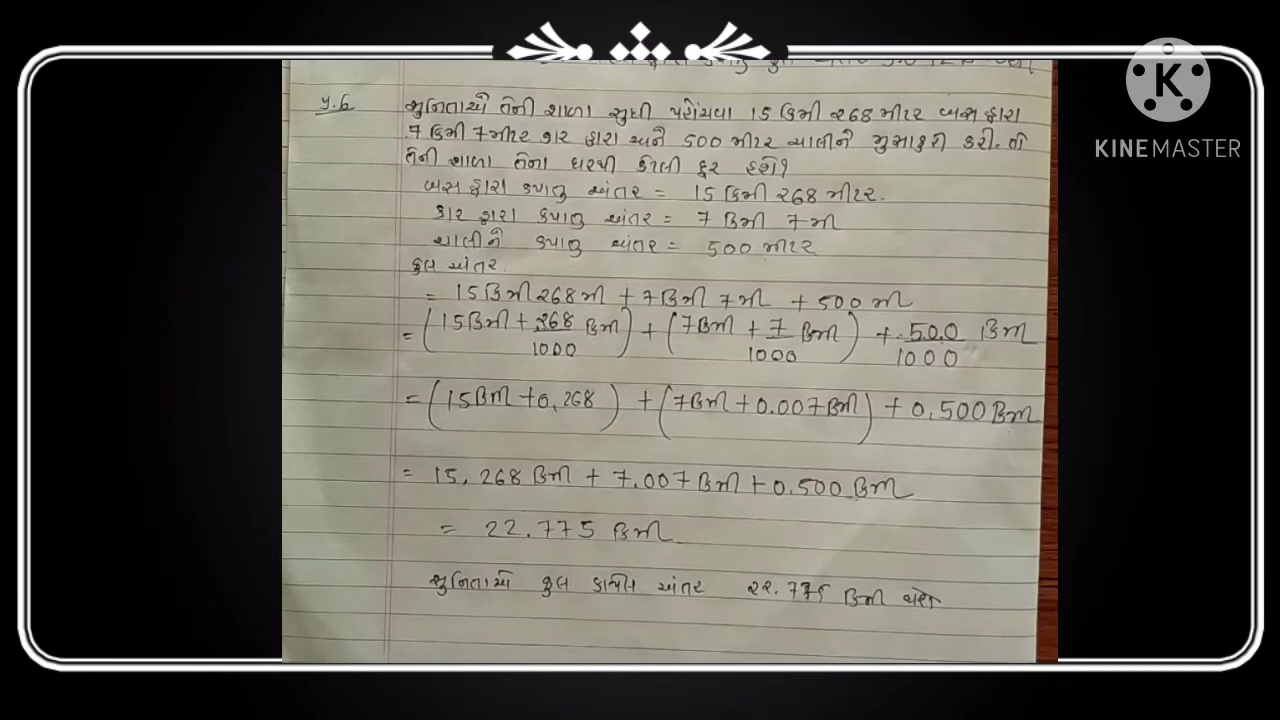 K
KINEMASTER
પ્ર.6 સુનિતાએ તેની શાળા સુધી પહોંચવા 15 કિમી 268 મીટર બસ દ્વારા
7 કિમી 7 મીટર કાર દ્વારા અને 500 મીટર ચાલીને મુસાફરી કરી. તો
તેની શાળા તેના ઘરથી કેટલી દુર હશે?
બસ દ્વારા કપાતુ અંતર = 15 કિમી 268 મીટર.
કાર દ્વારા કપાતુ અંતર = 7 કિમી 7 મી
ચાલીને કપાતુ અંતર = 500 મીટર
કુલ અંતર.
= 15 કિમી 268 મી + 7 કિમી 7 મી + 500 મી
= (15 કિમી + 268/1000 કિમી) + (7 કિમી + 7/1000 કિમી) + 500/1000 કિમી
= (15 કિમી + 0.268) + (7 કિમી + 0.007 કિમી) + 0.500 કિમી
= 15.268 કિમી + 7.007 કિમી + 0.500 કિમી
= 22.775 કિમી
સુનિતાએ કુલ અંતર 22.775 કિમી થશે